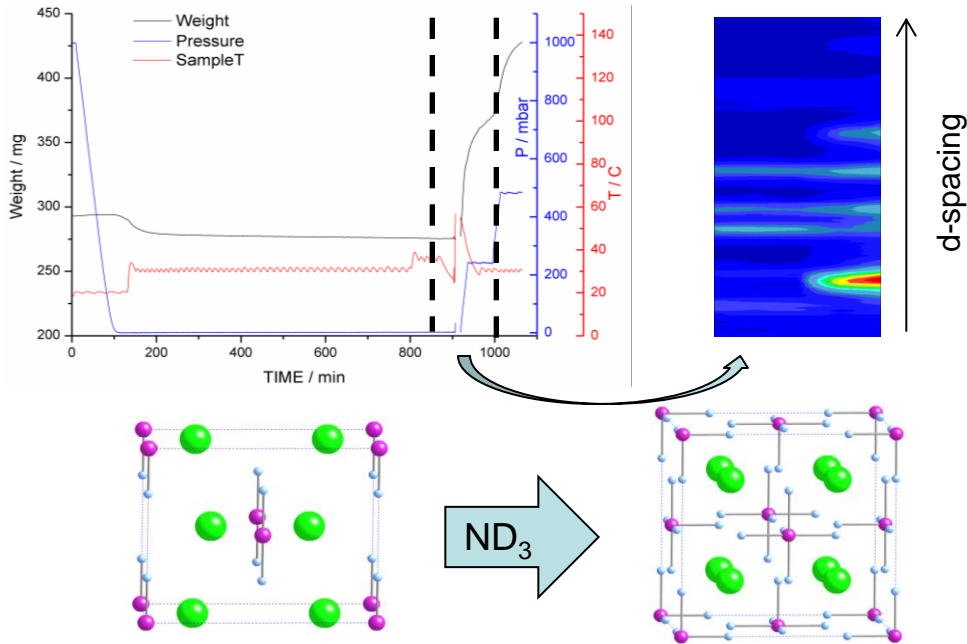 Weight
Pressure
SampleT
450
400
350
300
250
200
Weight / mg
0
200
400
600
800
1000
TIME / min
1000
800
600
400
200
0
P / mbar
140
120
100
80
60
40
20
0
T / C
d-spacing
ND₃